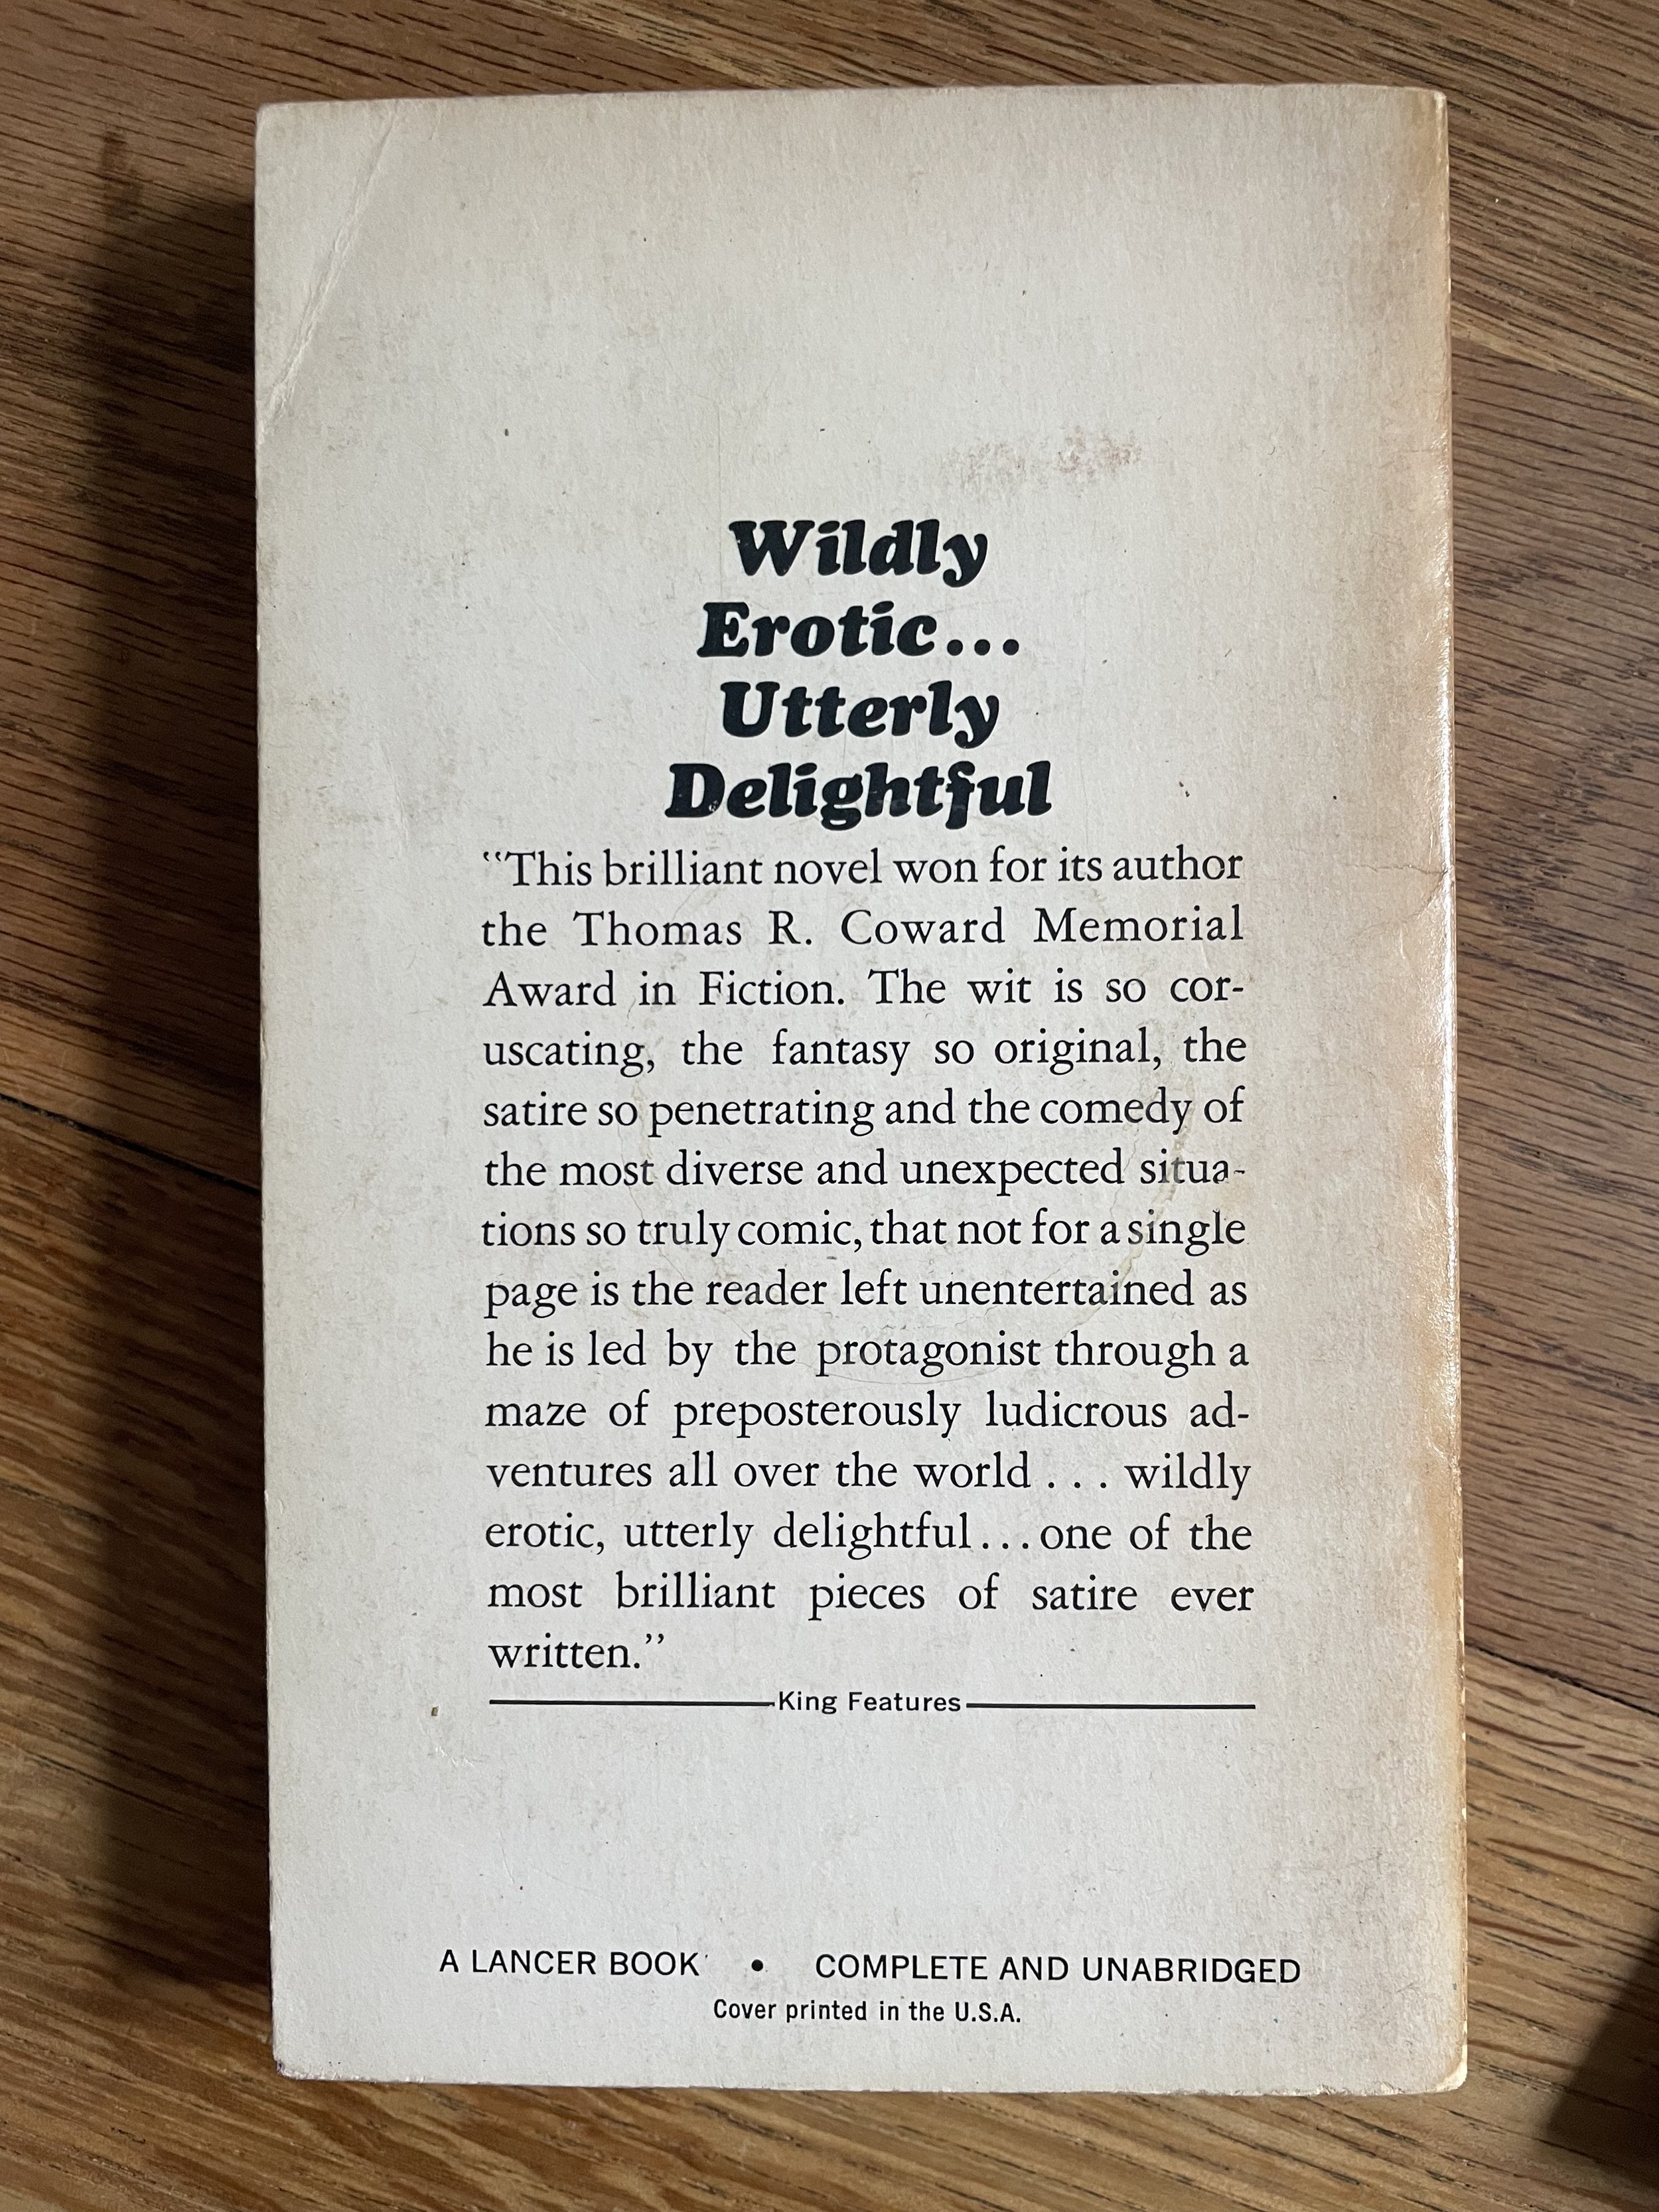 Wildly
Erotic...
Utterly
Delightful
“This brilliant novel won for its author
the Thomas R. Coward Memorial
Award in Fiction. The wit is so cor-
uscating, the fantasy so original, the
satire so penetrating and the comedy of
the most diverse and unexpected situa-
tions so truly comic, that not for a single
page is the reader left unentertained as
he is led by the protagonist through a
maze of preposterously ludicrous ad-
ventures all over the world . . . wildly
erotic, utterly delightful...one of the
most brilliant pieces of satire ever
written.”
King Features
A LANCER BOOK • COMPLETE AND UNABRIDGED
Cover printed in the U.S.A.